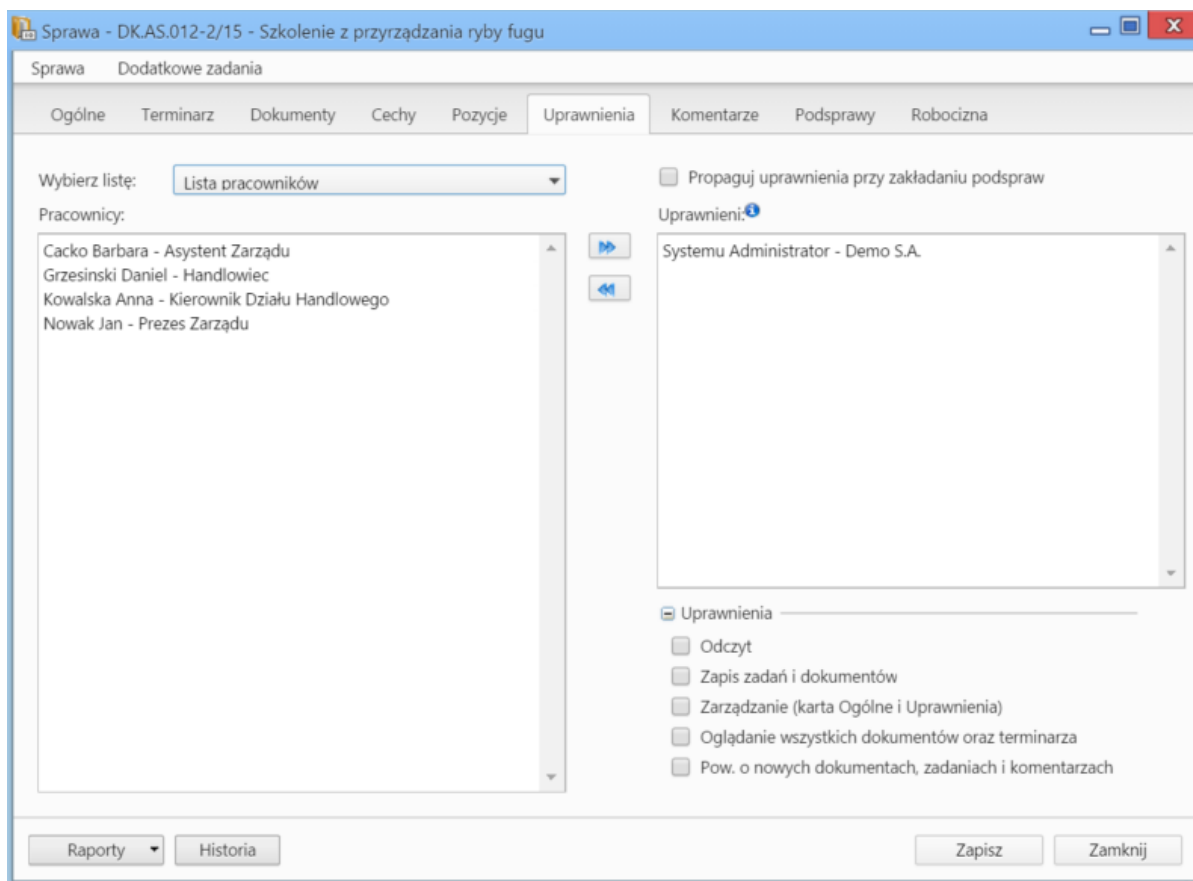 Sprawa - DK.AS.012-2/15 - Szkolenie z przyrządzania ryby fugu
Sprawa Dodatkowe zadania
Ogólne Terminarz Dokumenty Cechy Pozycje Uprawnienia Komentarze Podsprawy Robocizna
Wybierz listę: Lista pracowników
Pracownicy:
Cacko Barbara - Asystent Zarządu
Grzesinski Daniel - Handlowiec
Kowalska Anna - Kierownik Działu Handlowego
Nowak Jan - Prezes Zarządu
Propaguj uprawnienia przy zakładaniu podspraw
Uprawnieni:
Systemu Administrator - Demo S.A.
Uprawnienia
Odczyt
Zapis zadań i dokumentów
Zarządzanie (karta Ogólne i Uprawnienia)
Oglądanie wszystkich dokumentów oraz terminarza
Pow. o nowych dokumentach, zadaniach i komentarzach
Raporty Historia Zapisz Zamknij